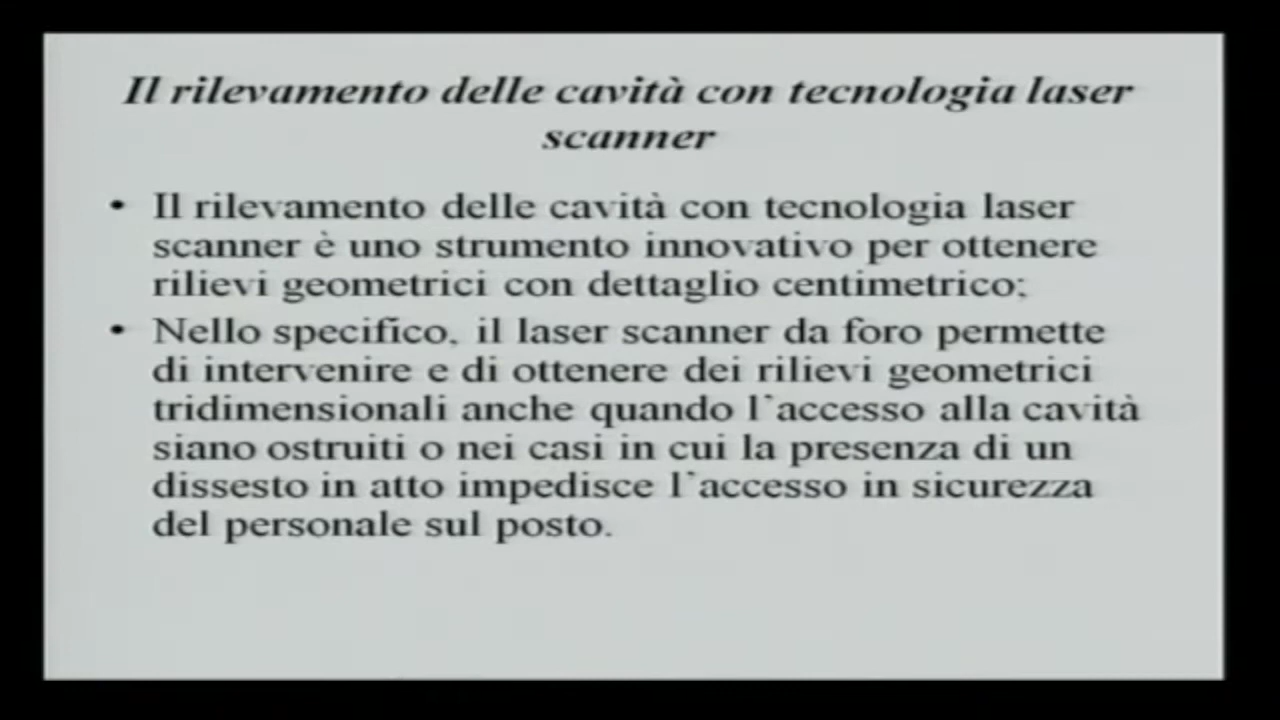 Il rilevamento delle cavità con tecnologia laser
scanner
• Il rilevamento delle cavità con tecnologia laser
scanner è uno strumento innovativo per ottenere
rilievi geometrici con dettaglio centimetrico;
• Nello specifico, il laser scanner da foro permette
di intervenire e di ottenere dei rilievi geometrici
tridimensionali anche quando l'accesso alla cavità
siano ostruiti o nei casi in cui la presenza di un
dissesto in atto impedisce l'accesso in sicurezza
del personale sul posto.